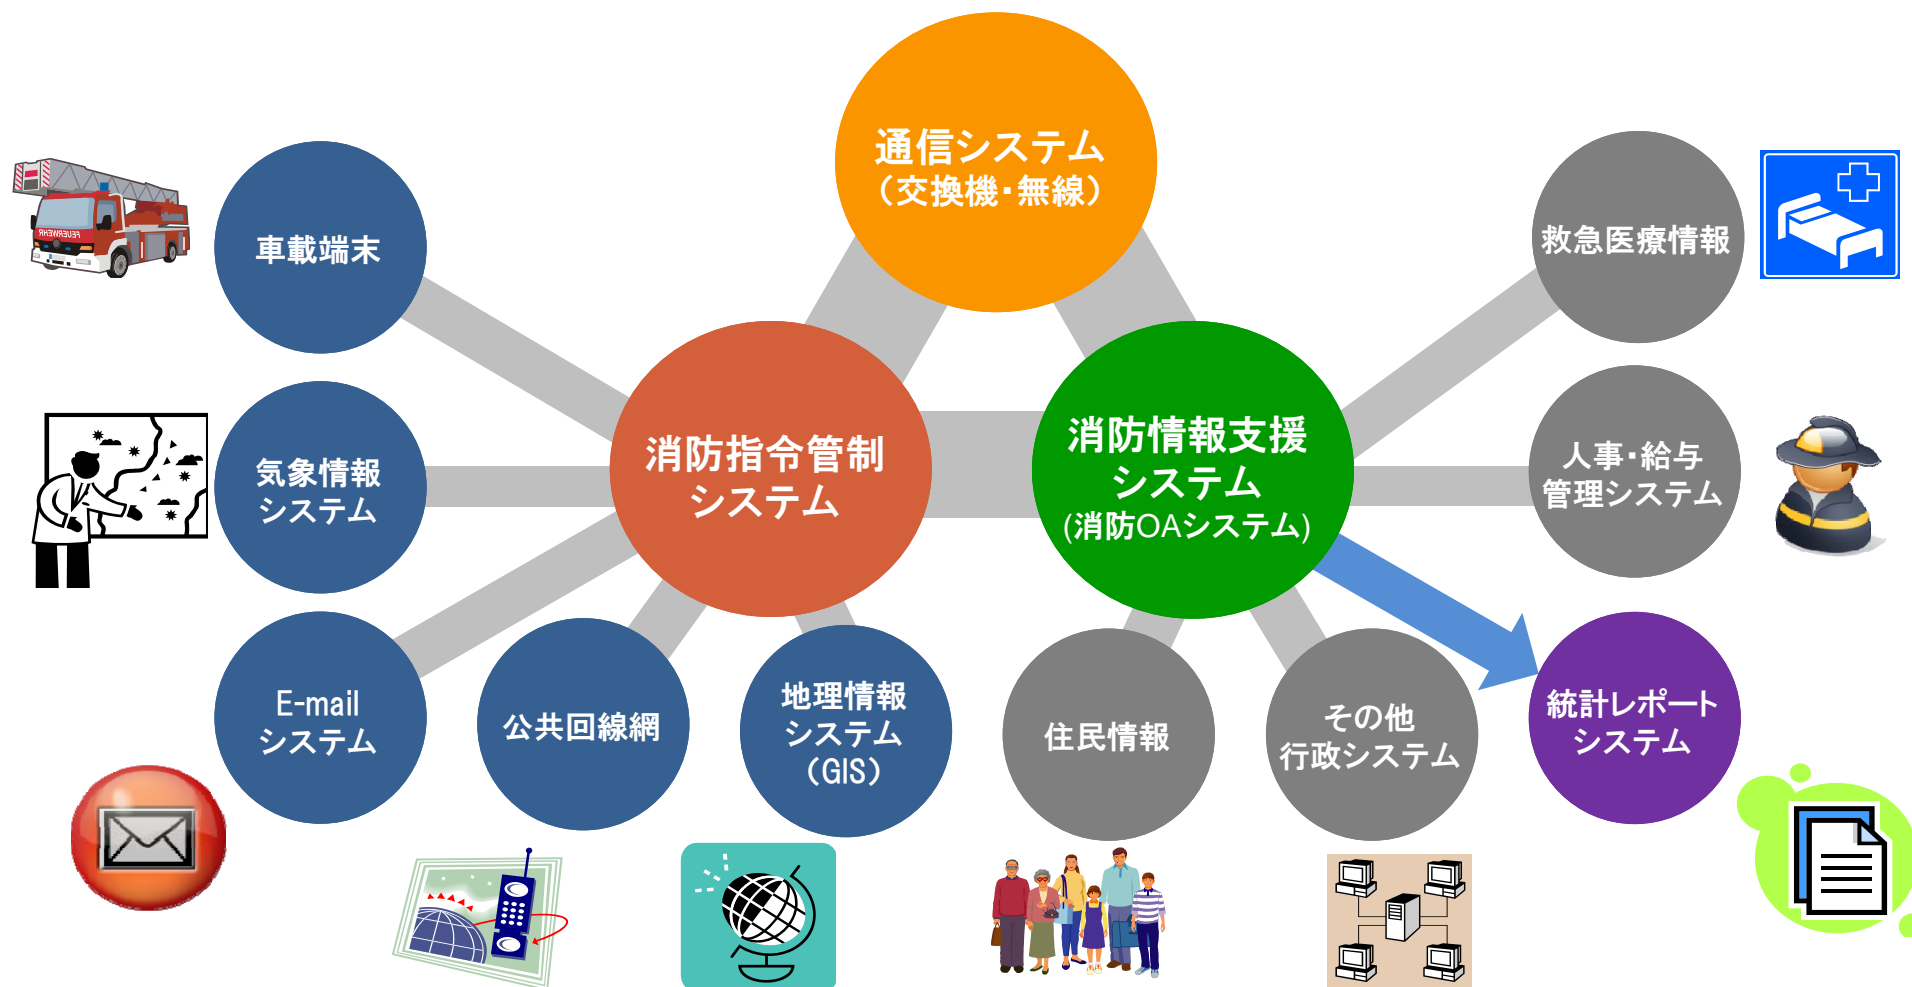 通信システム
（交換機・無線）
車載端末
救急医療情報
FEUERWEHR
消防指令管制
システム
消防情報支援
システム
(消防OAシステム)
気象情報
システム
人事・給与
管理システム
E-mail
システム
公共回線網
地理情報
システム
（GIS）
住民情報
その他
行政システム
統計レポート
システム